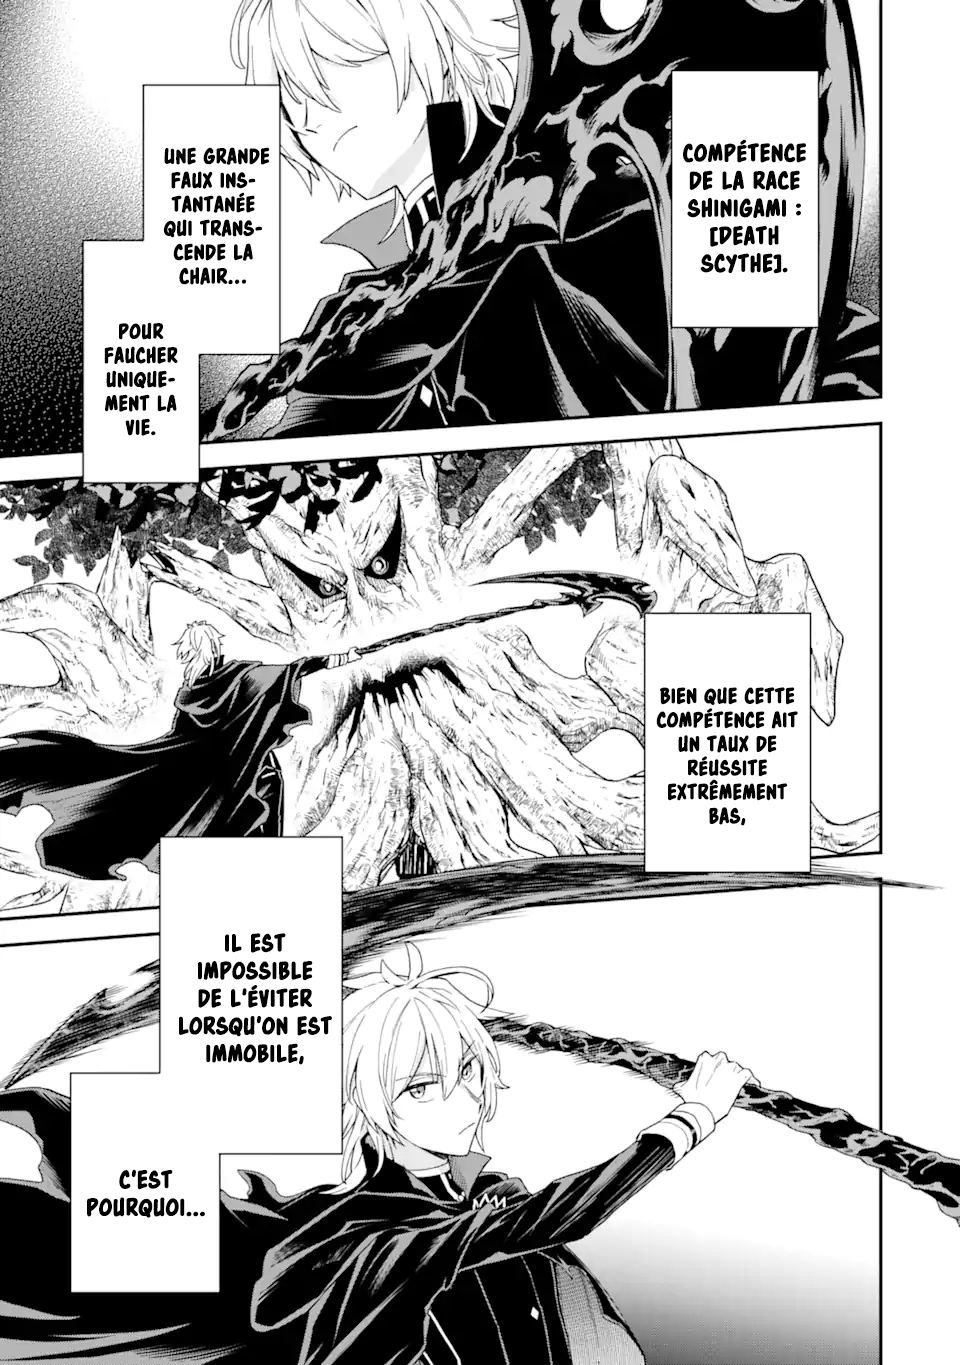 COMPÉTENCE
DE LA RACE
SHINIGAMI :
[DEATH
SCYTHE].
UNE GRANDE
FAUX INS-
TANTANÉE
QUI TRANS-
CENDE LA
CHAIR...
POUR
FAUCHER
UNIQUE-
MENT LA
VIE.
BIEN QUE CETTE
COMPÉTENCE AIT
UN TAUX DE
RÉUSSITE
EXTRÊMEMENT
BAS,
IL EST
IMPOSSIBLE
DE L'ÉVITER
LORSQU'ON EST
IMMOBILE,
C'EST
POURQUOI...